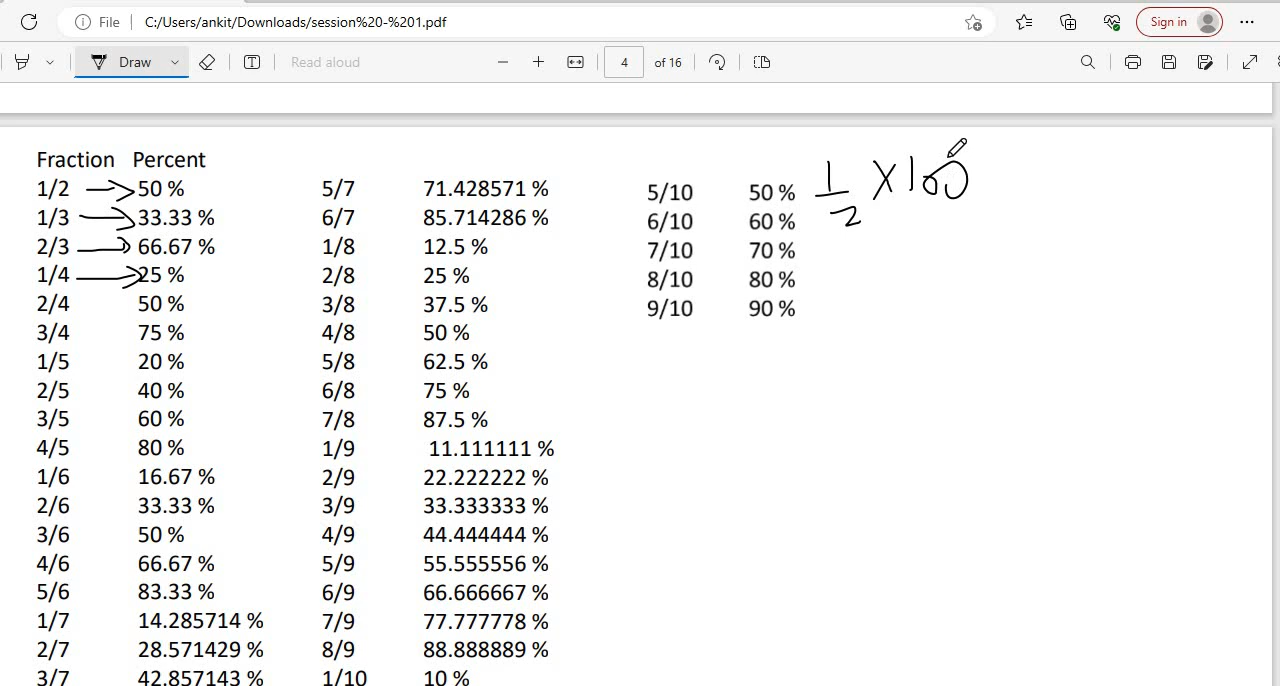 File C:/Users/ankit/Downloads/session%20-%201.pdf Sign in
Draw Read aloud 4 of 16
Fraction Percent
1/2 50 %
1/3 33.33 %
2/3 66.67 %
1/4 25 %
2/4 50 %
3/4 75 %
1/5 20 %
2/5 40 %
3/5 60 %
4/5 80 %
1/6 16.67 %
2/6 33.33 %
3/6 50 %
4/6 66.67 %
5/6 83.33 %
1/7 14.285714 %
2/7 28.571429 %
3/7 42.857143 %
5/7 71.428571 %
6/7 85.714286 %
1/8 12.5 %
2/8 25 %
3/8 37.5 %
4/8 50 %
5/8 62.5 %
6/8 75 %
7/8 87.5 %
1/9 11.111111 %
2/9 22.222222 %
3/9 33.333333 %
4/9 44.444444 %
5/9 55.555556 %
6/9 66.666667 %
7/9 77.777778 %
8/9 88.888889 %
1/10 10 %
5/10 50 %
6/10 60 %
7/10 70 %
8/10 80 %
9/10 90 %
1/2 X 100